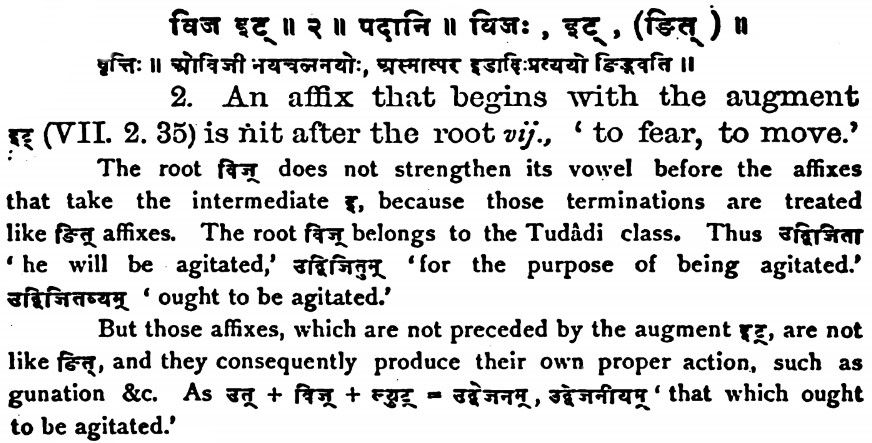 विज इट् ॥ २ ॥ पदानि ॥ विजः , इट् , (ङित् ) ॥
वृत्तिः ॥ ओविजी भयचलनयोः, अस्मात्पर इडादिःप्रत्ययो ङिद्भवति ॥
2. An affix that begins with the augment
इट् (VII. 2. 35) is ṅit after the root vij., ‘ to fear, to move.’
The root विज् does not strengthen its vowel before the affixes
that take the intermediate इ, because those terminations are treated
like ङित् affixes. The root विज् belongs to the Tudâdi class. Thus उद्विजिता
‘ he will be agitated,’ उद्विजितुम् ‘for the purpose of being agitated.’
उद्विजितव्यम् ‘ ought to be agitated.’
But those affixes, which are not preceded by the augment इट्, are not
like ङित्, and they consequently produce their own proper action, such as
gunation &c. As उत् + विज् + ल्युट् = उद्वेजनम् , उद्वेजनीयम् ‘ that which ought
to be agitated.’